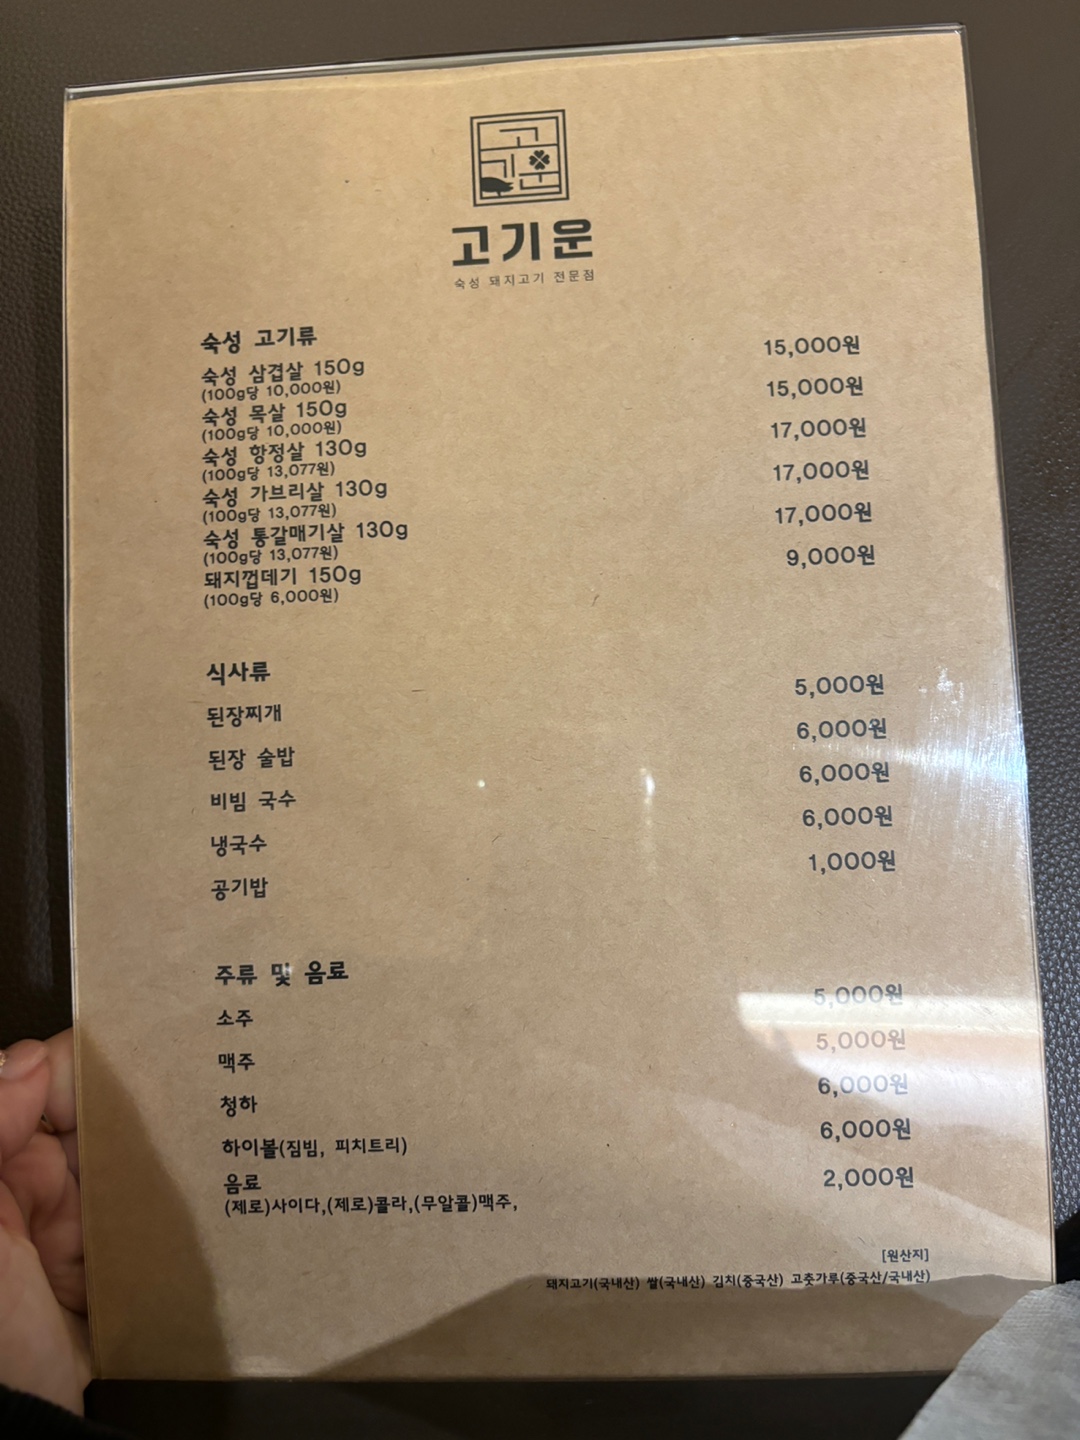 고
기운
고기운
숙성 돼지고기 전문점
숙성 고기류
숙성 삼겹살 150g 15,000원
(100g당 10,000원)
숙성 목살 150g 15,000원
(100g당 10,000원)
숙성 항정살 130g 17,000원
(100g당 13,077원)
숙성 가브리살 130g 17,000원
(100g당 13,077원)
숙성 통갈매기살 130g 17,000원
(100g당 13,077원)
돼지껍데기 150g 9,000원
(100g당 6,000원)
식사류
된장찌개 5,000원
된장 술밥 6,000원
비빔 국수 6,000원
냉국수 6,000원
공기밥 1,000원
주류 및 음료
소주 5,000원
맥주 5,000원
청하 6,000원
하이볼(짐빔, 피치트리) 6,000원
음료 2,000원
(제로)사이다,(제로)콜라,(무알콜)맥주,
[원산지]
돼지고기(국내산) 쌀(국내산) 김치(중국산) 고춧가루(중국산/국내산)